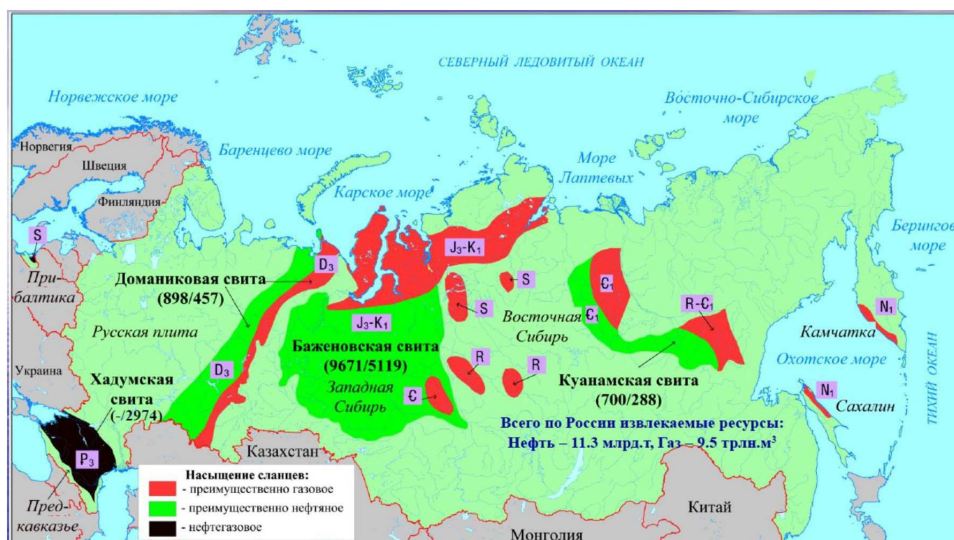 СЕВЕРНЫЙ ЛЕДОВИТЫЙ ОКЕАН
Норвежское море
Восточно-Сибирское
море
Норвегия
Швеция
Финляндия
Баренцево море
Карское море
Море
Лаптевых
Берингово
море
S
При-
балтика
D₃
J₃-K₁
Доманиковая свита
(898/457)
Русская плита
S
S
Є₁
Є₁
Восточная
Сибирь
R-Є₁
N₁
Камчатка
Охотское море
J₃-K₁
Баженовская свита
(9671/5119)
Западная
Сибирь
D₃
R
R
Є
Куанамская свита
(700/288)
N₁
Сахалин
ТИХИЙ ОКЕАН
Украина
Хадумская
свита
(-/2974)
P₃
Пред-
кавказье
Всего по России извлекаемые ресурсы:
Нефть – 11.3 млрд.т, Газ – 9.5 трлн.м³
Казахстан
Монголия
Китай
Насыщение сланцев:
- преимущественно газовое
- преимущественно нефтяное
- нефтегазовое